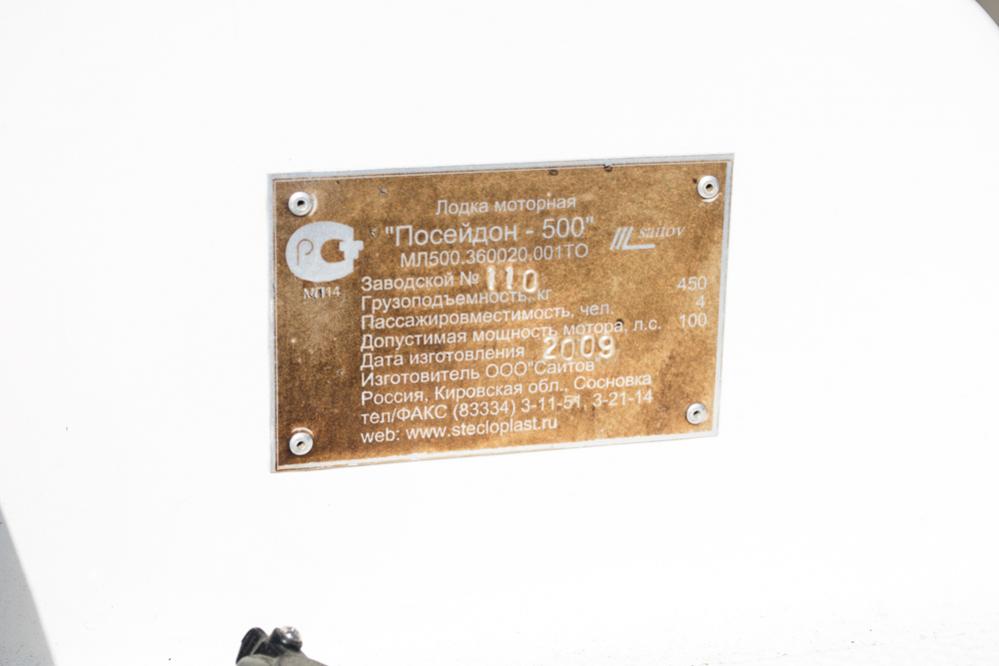 Лодка моторная
"Посейдон - 500"
saitov
МЛ500.360020.001ТО
МП14
Заводской № 110
Грузоподъемность, кг 450
Пассажировместимость, чел. 4
Допустимая мощность мотора, л.с. 100
Дата изготовления 2009
Изготовитель ООО"Саитов"
Россия, Кировская обл., Сосновка
тел/ФАКС (83334) 3-11-51, 3-21-14
web: www.stecloplast.ru